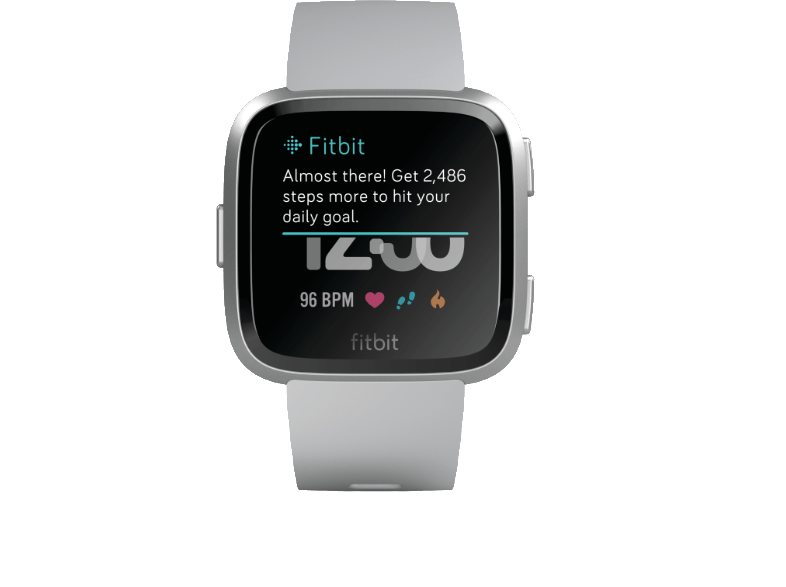 Fitbit
Almost there! Get 2,486
steps more to hit your
daily goal.
12:00
96 BPM
fitbit